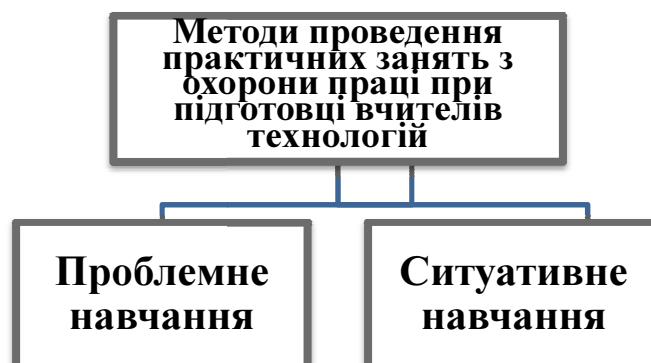 Методи проведення
практичних занять з
охорони праці при
підготовці вчителів
технологій
Проблемне
навчання
Ситуативне
навчання